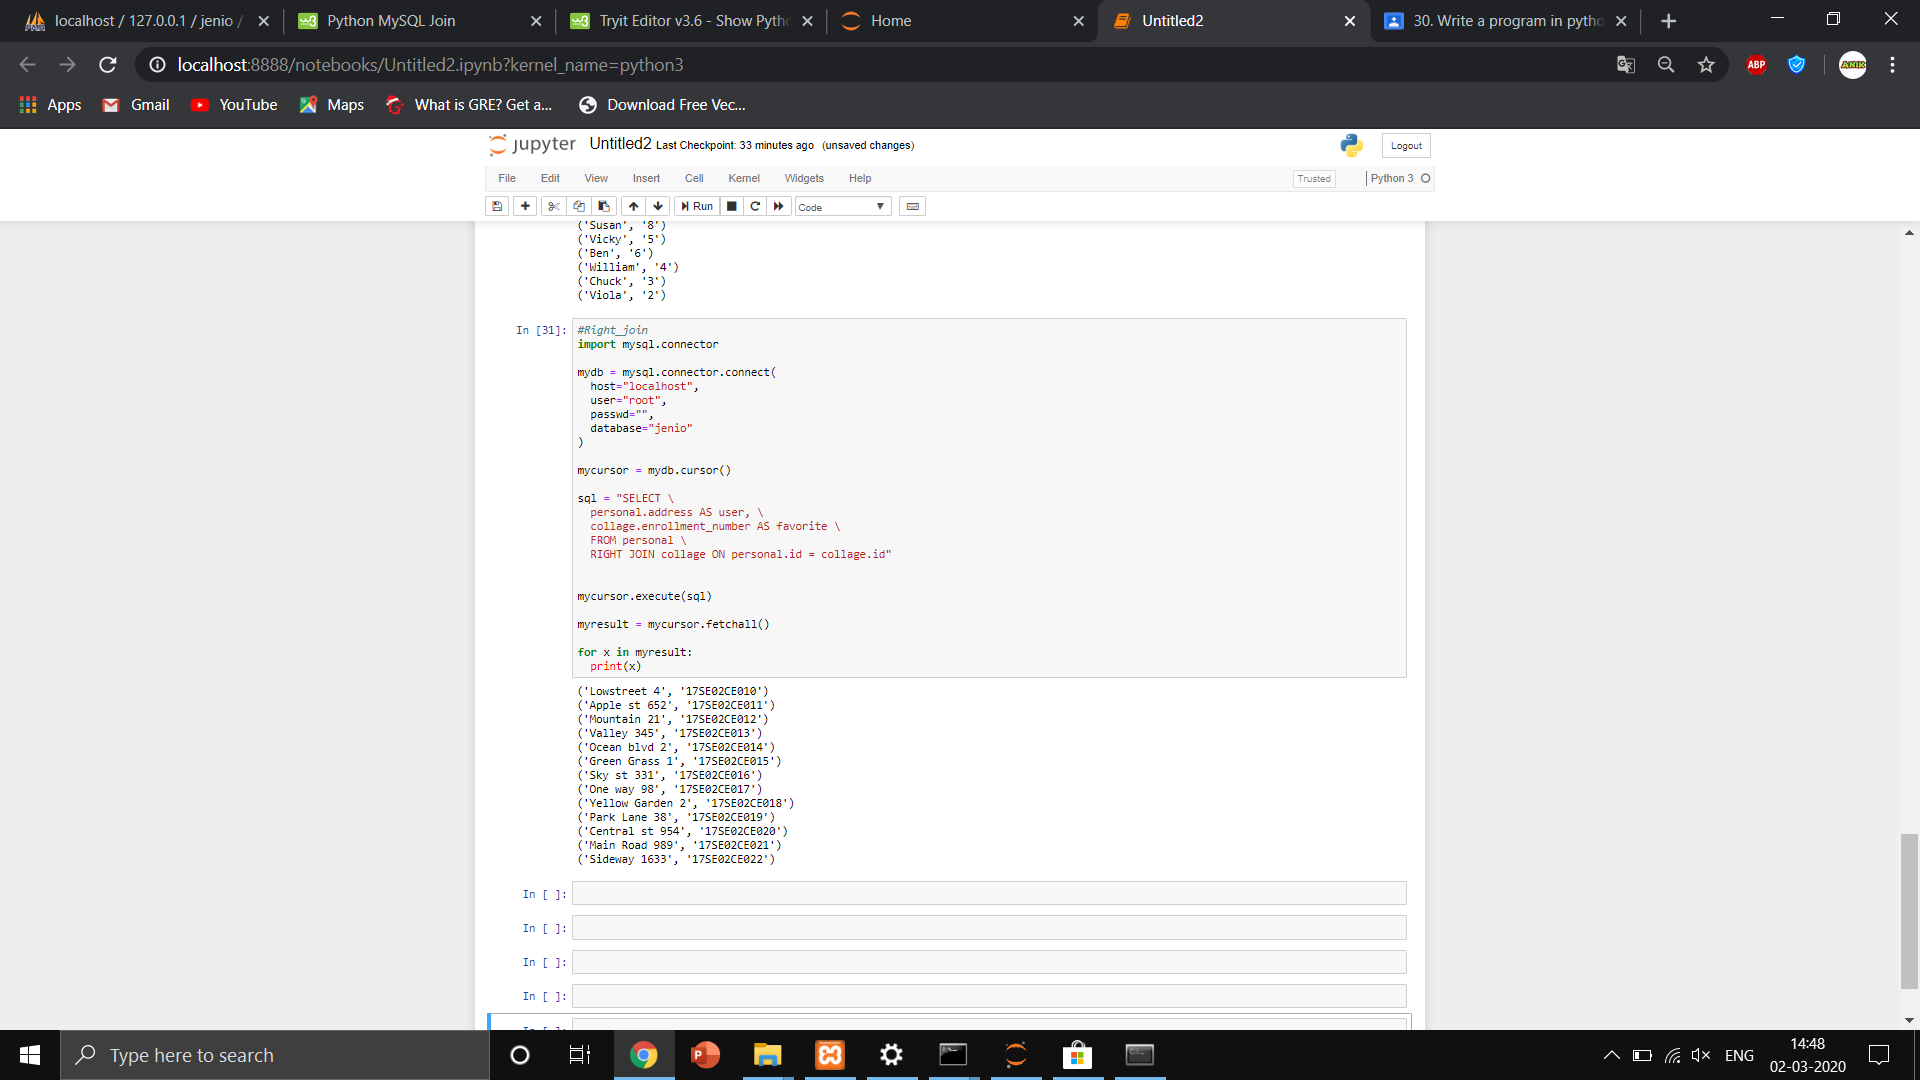 localhost / 127.0.0.1 / jenio /
Python MySQL Join
Tryit Editor v3.6 - Show Pytho
Home
Untitled2
30. Write a program in pytho
localhost:8888/notebooks/Untitled2.ipynb?kernel_name=python3
ABP
ANIK
Apps
Gmail
YouTube
Maps
What is GRE? Get a...
Download Free Vec...
jupyter Untitled2 Last Checkpoint: 33 minutes ago (unsaved changes)
Logout
File Edit View Insert Cell Kernel Widgets Help
Trusted
Python 3
Run
Code
('Susan', '8')
('Vicky', '5')
('Ben', '6')
('William', '4')
('Chuck', '3')
('Viola', '2')
In [31]:
#Right_join
import mysql.connector
mydb = mysql.connector.connect(
host="localhost",
user="root",
passwd="",
database="jenio"
)
mycursor = mydb.cursor()
sql = "SELECT \
personal.address AS user, \
collage.enrollment_number AS favorite \
FROM personal \
RIGHT JOIN collage ON personal.id = collage.id"
mycursor.execute(sql)
myresult = mycursor.fetchall()
for x in myresult:
print(x)
('Lowstreet 4', '17SE02CE010')
('Apple st 652', '17SE02CE011')
('Mountain 21', '17SE02CE012')
('Valley 345', '17SE02CE013')
('Ocean blvd 2', '17SE02CE014')
('Green Grass 1', '17SE02CE015')
('Sky st 331', '17SE02CE016')
('One way 98', '17SE02CE017')
('Yellow Garden 2', '17SE02CE018')
('Park Lane 38', '17SE02CE019')
('Central st 954', '17SE02CE020')
('Main Road 989', '17SE02CE021')
('Sideway 1633', '17SE02CE022')
In [ ]:
In [ ]:
In [ ]:
In [ ]:
In [ ]:
Type here to search
ENG
14:48
02-03-2020